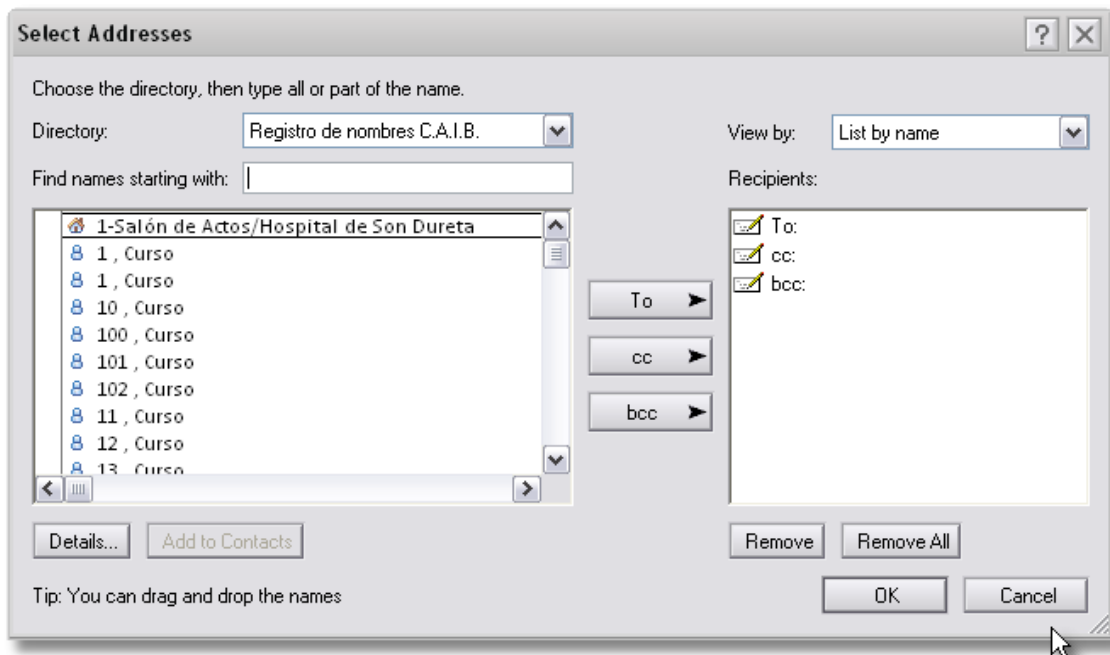 Select Addresses
Choose the directory, then type all or part of the name.
Directory: Registro de nombres C.A.I.B.
View by: List by name
Find names starting with:
Recipients:
1-Salón de Actos/Hospital de Son Dureta
1 , Curso
1 , Curso
10 , Curso
100 , Curso
101 , Curso
102 , Curso
11 , Curso
12 , Curso
13 , Curso
To
cc
bcc
To:
cc:
bcc:
Details...
Add to Contacts
Remove
Remove All
Tip: You can drag and drop the names
OK
Cancel